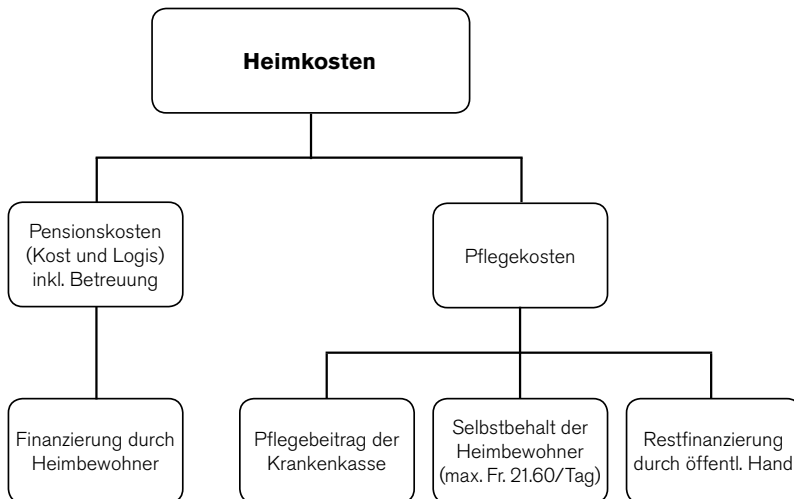 Heimkosten
Pensionskosten
(Kost und Logis)
inkl. Betreuung
Pflegekosten
Finanzierung durch
Heimbewohner
Pflegebeitrag der
Krankenkasse
Selbstbehalt der
Heimbewohner
(max. Fr. 21.60/Tag)
Restfinanzierung
durch öffentl. Hand